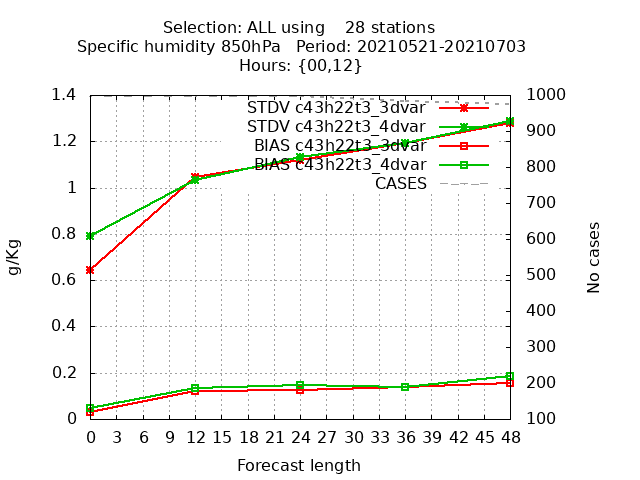 Selection: ALL using    28 stations
Specific humidity 850hPa   Period: 20210521-20210703
Hours: {00,12}
1.4
1.2
1
0.8
0.6
0.4
0.2
0
g/Kg
STDV c43h22t3_3dvar
STDV c43h22t3_4dvar
BIAS c43h22t3_3dvar
BIAS c43h22t3_4dvar
CASES
1000
900
800
700
600
500
400
300
200
100
No cases
0 3 6 9 12 15 18 21 24 27 30 33 36 39 42 45 48
Forecast length